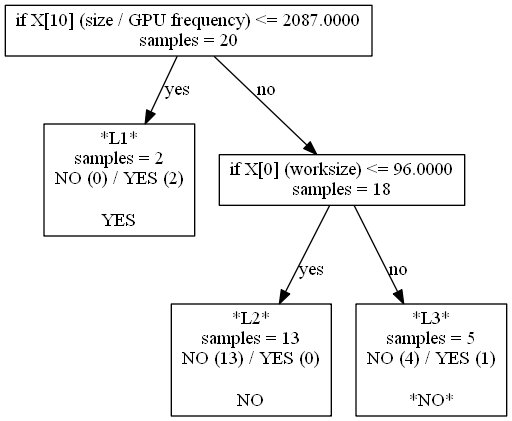 if X[10] (size / GPU frequency) <= 2087.0000
samples = 20
yes
no
*L1*
samples = 2
NO (0) / YES (2)
YES
if X[0] (worksize) <= 96.0000
samples = 18
yes
no
*L2*
samples = 13
NO (13) / YES (0)
NO
*L3*
samples = 5
NO (4) / YES (1)
*NO*